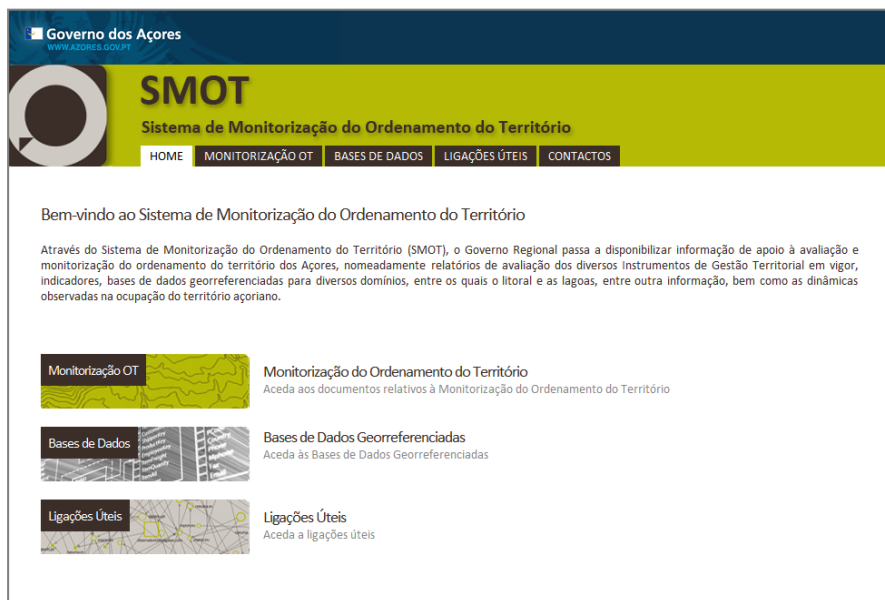 Governo dos Açores
WWW.AZORES.GOV.PT
SMOT
Sistema de Monitorização do Ordenamento do Território
HOME MONITORIZAÇÃO OT BASES DE DADOS LIGAÇÕES ÚTEIS CONTACTOS
Bem-vindo ao Sistema de Monitorização do Ordenamento do Território
Através do Sistema de Monitorização do Ordenamento do Território (SMOT), o Governo Regional passa a disponibilizar informação de apoio à avaliação e
monitorização do ordenamento do território dos Açores, nomeadamente relatórios de avaliação dos diversos Instrumentos de Gestão Territorial em vigor,
indicadores, bases de dados georreferenciadas para diversos domínios, entre os quais o litoral e as lagoas, entre outra informação, bem como as dinâmicas
observadas na ocupação do território açoriano.
Monitorização OT
Monitorização do Ordenamento do Território
Aceda aos documentos relativos à Monitorização do Ordenamento do Território
Bases de Dados
Bases de Dados Georreferenciadas
Aceda às Bases de Dados Georreferenciadas
Ligações Úteis
Ligações Úteis
Aceda a ligações úteis